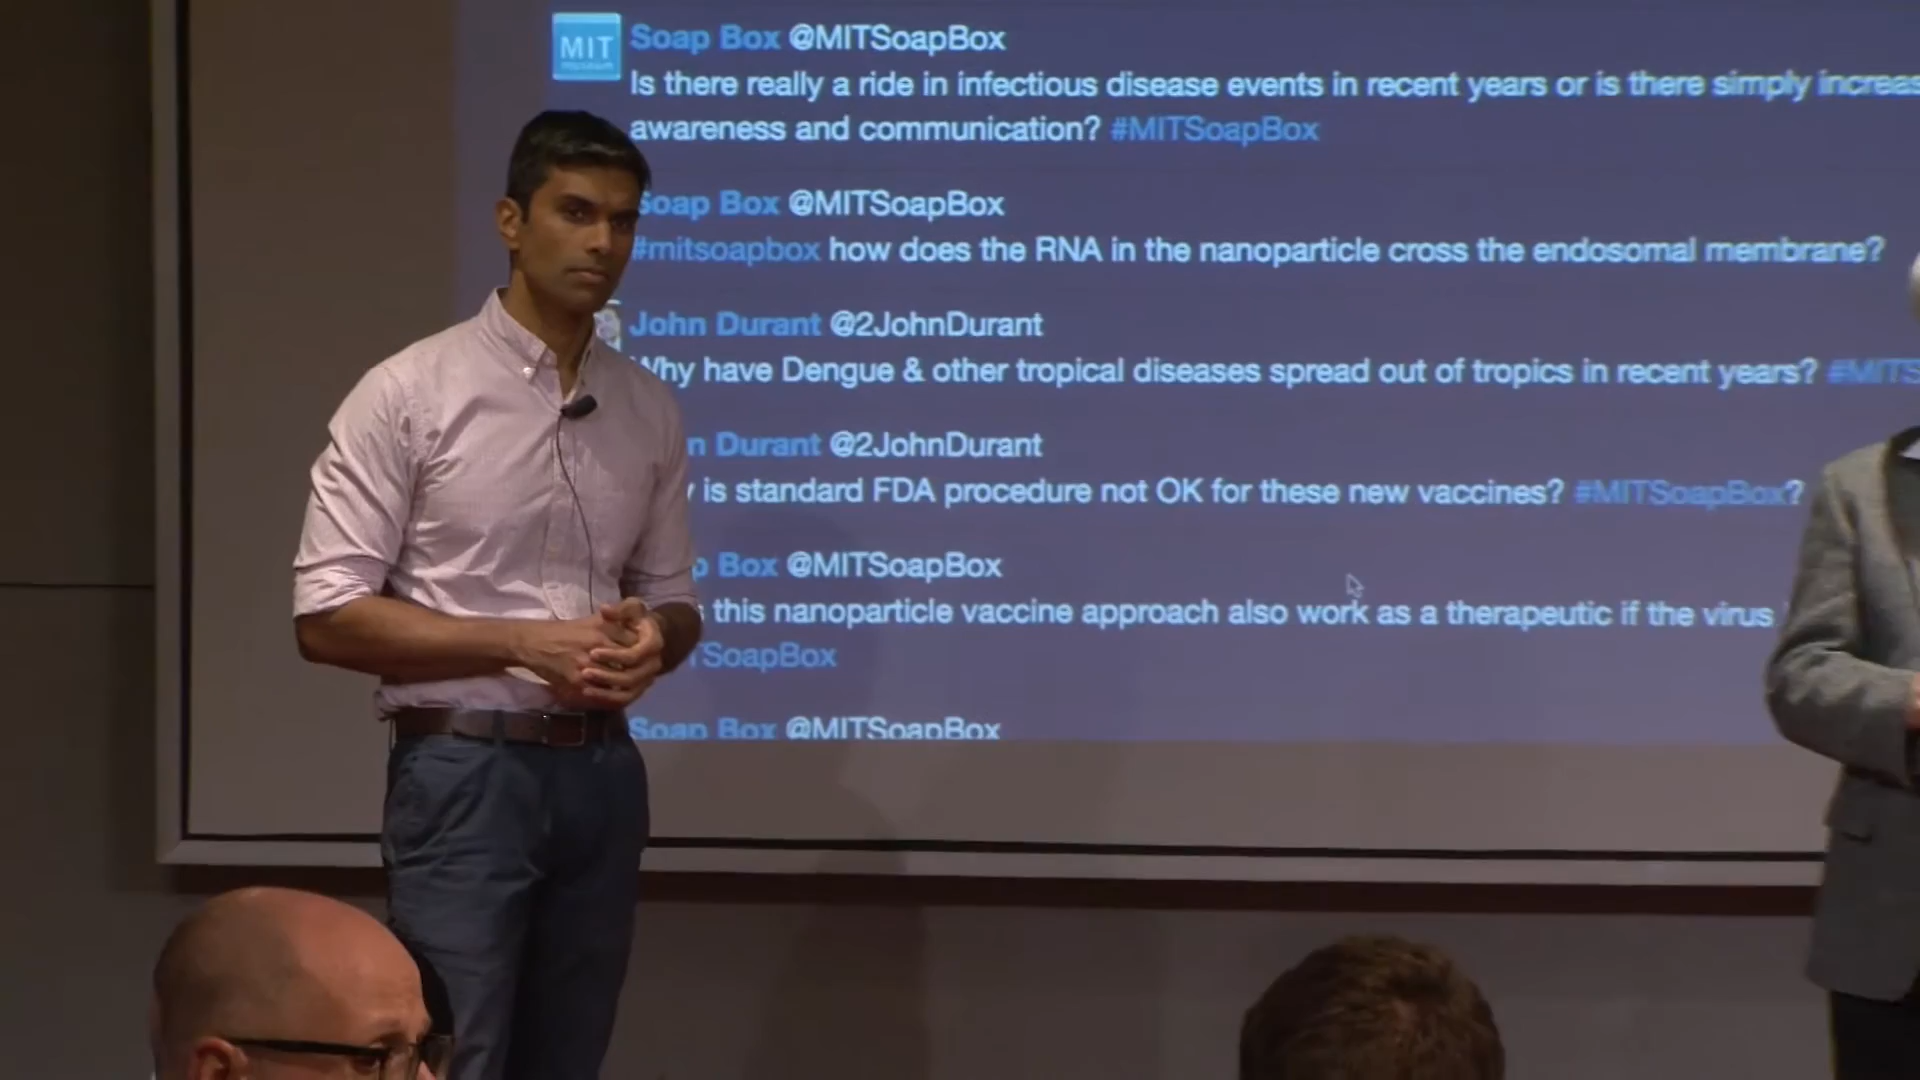 MIT
museum
Soap Box @MITSoapBox
Is there really a ride in infectious disease events in recent years or is there simply
awareness and communication? #MITSoapBox
Soap Box @MITSoapBox
#mitsoapbox how does the RNA in the nanoparticle cross the endosomal membrane?
John Durant @2JohnDurant
Why have Dengue & other tropical diseases spread out of tropics in recent years? #MITS
Durant @2JohnDurant
is standard FDA procedure not OK for these new vaccines? #MITSoapBox?
Box @MITSoapBox
this nanoparticle vaccine approach also work as a therapeutic if the virus
TSoapBox
Soap Box @MITSoapBox